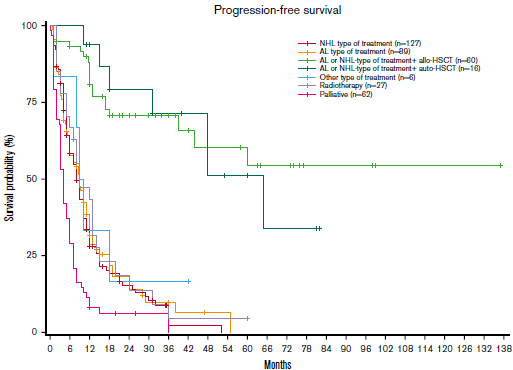 Progression-free survival
NHL type of treatment (n=127)
AL type of treatment (n=89)
AL or NHL-type of treatment+ allo-HSCT (n=60)
AL or NHL-type of treatment+ auto-HSCT (n=16)
Other type of treatment (n=6)
Radiotherapy (n=27)
Palliative (n=62)
Survival probability (%)
100
75
50
25
0
0 6 12 18 24 30 36 42 48 54 60 66 72 78 84 90 96 102 108 114 120 126 132 138
Months